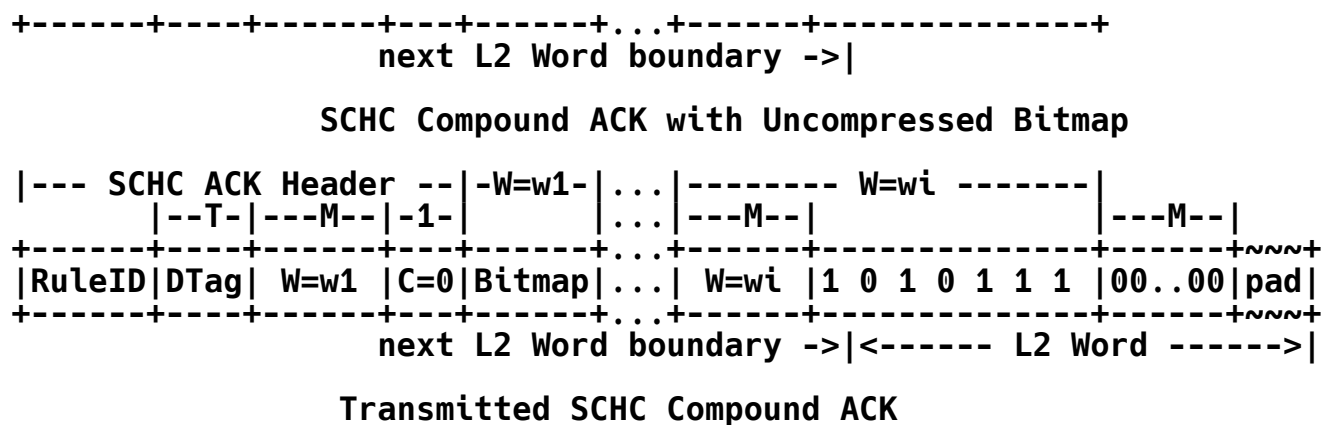 +------+----+------+---+------+...+------+--------------+
                   next L2 Word boundary ->|

                SCHC Compound ACK with Uncompressed Bitmap

|--- SCHC ACK Header --|-W=w1-|...|-------- W=wi -------|
       |--T-|---M--|-1-|      |...|---M--|              |---M--|
+------+----+------+---+------+...+------+--------------+------+~~~+
|RuleID|DTag| W=w1 |C=0|Bitmap|...| W=wi |1 0 1 0 1 1 1 |00..00|pad|
+------+----+------+---+------+...+------+--------------+------+~~~+
                   next L2 Word boundary ->|<------ L2 Word ------>|

                 Transmitted SCHC Compound ACK